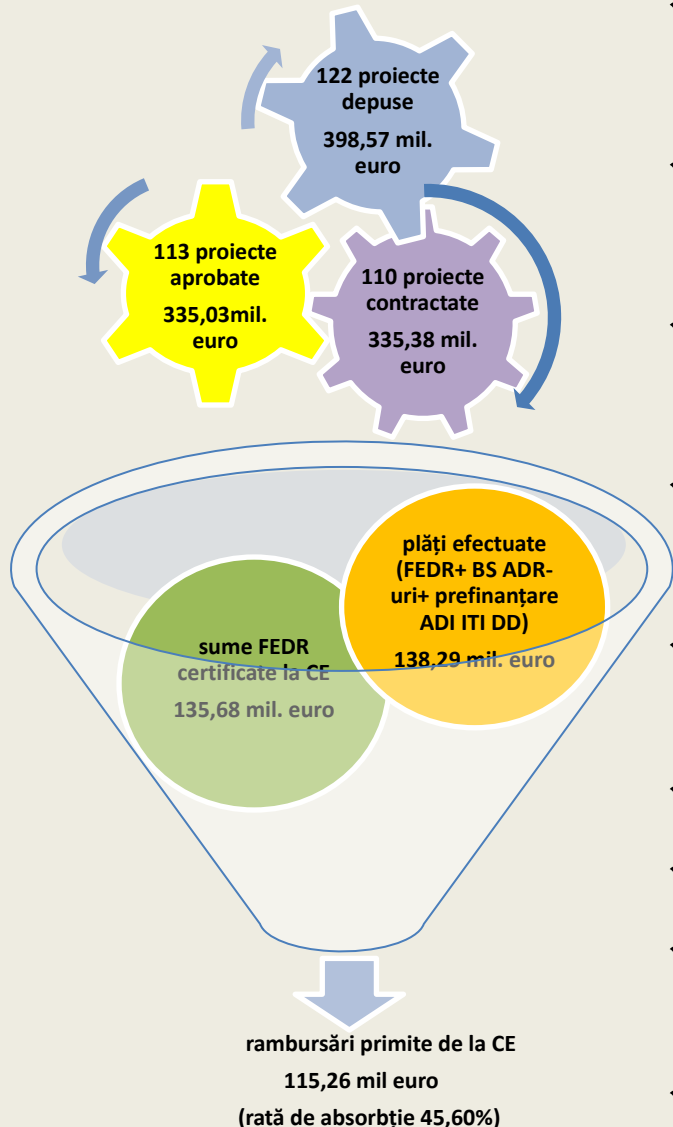 122 proiecte
depuse
398,57 mil.
euro
113 proiecte
aprobate
335,03mil.
euro
110 proiecte
contractate
335,38 mil.
euro
plăți efectuate
(FEDR+ BS ADR-
uri+ prefinanțare
ADI ITI DD)
138,29 mil. euro
sume FEDR
certificate la CE
135,68 mil. euro
rambursări primite de la CE
115,26 mil euro
(rată de absorbție 45,60%)